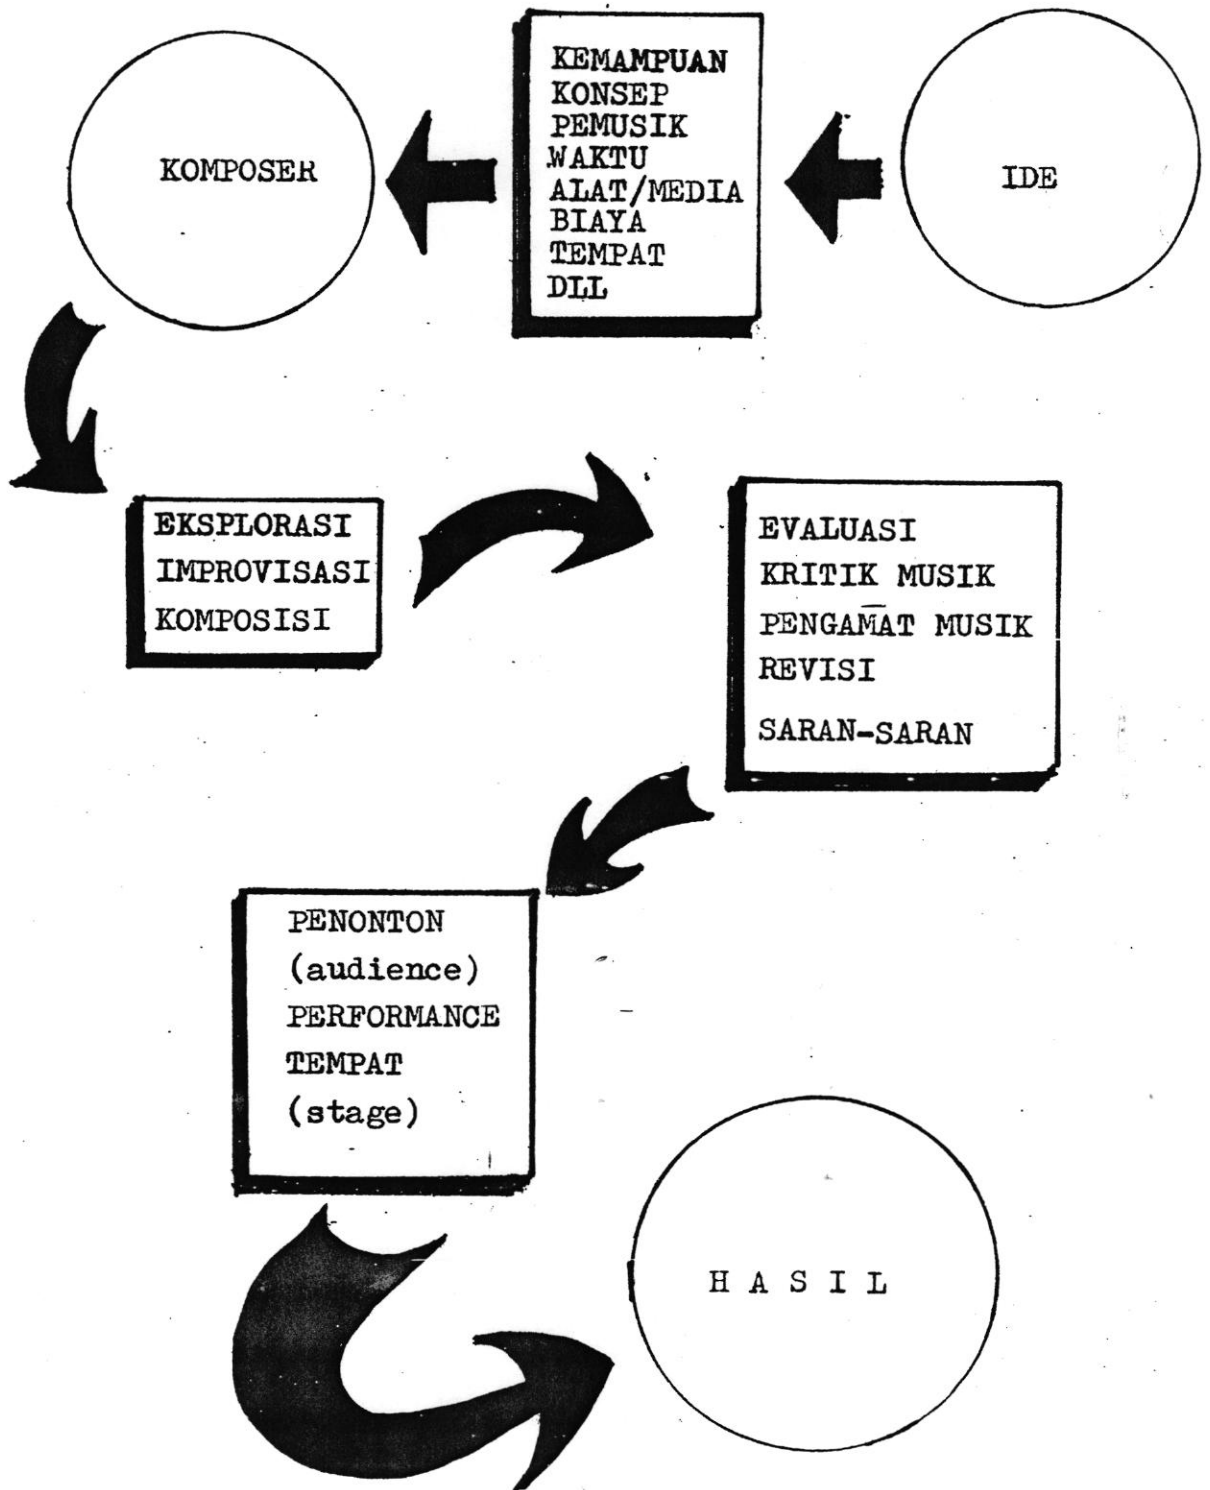 KOMPOSER
KEMAMPUAN
KONSEP
PEMUSIK
WAKTU
ALAT/MEDIA
BIAYA
TEMPAT
DLL
IDE
EKSPLORASI
IMPROVISASI
KOMPOSISI
EVALUASI
KRITIK MUSIK
PENGAMAT MUSIK
REVISI
SARAN-SARAN
PENONTON
(audience)
PERFORMANCE
TEMPAT
(stage)
H A S I L